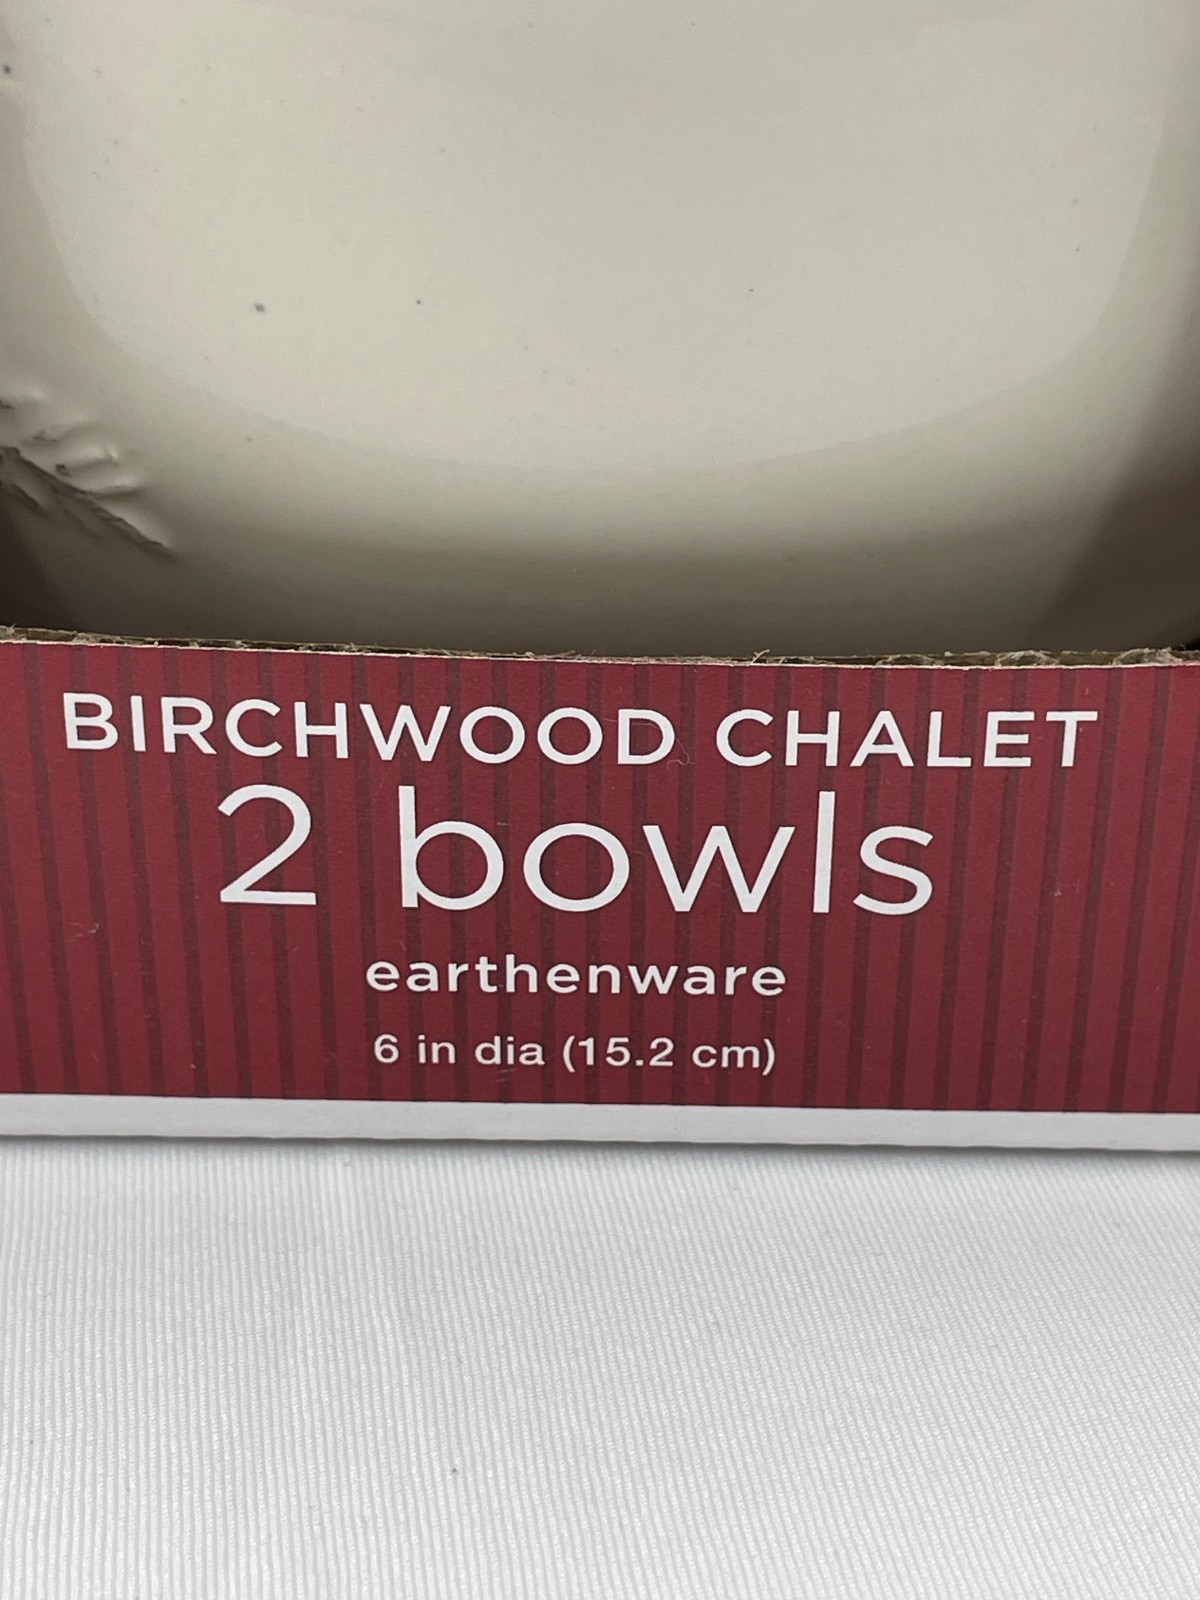 BIRCHWOOD CHALET
2 bowls
earthenware
6 in dia (15.2 cm)